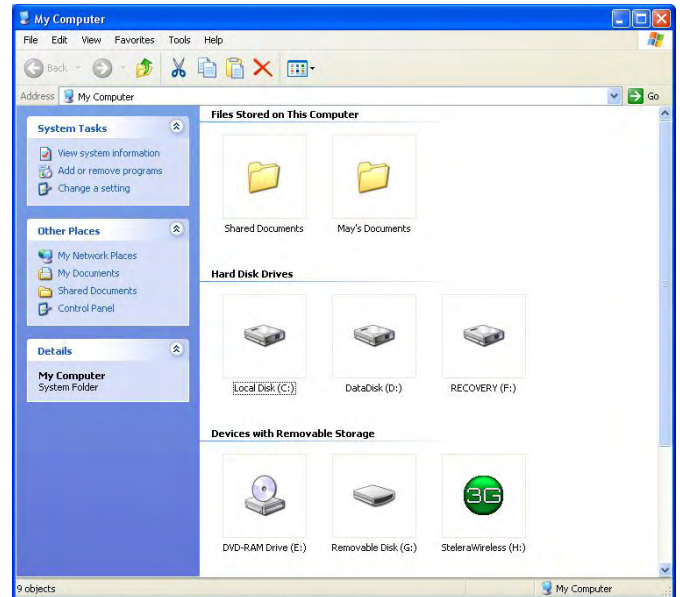 My Computer
File Edit View Favorites Tools Help
Back
Address My Computer Go
System Tasks
View system information
Add or remove programs
Change a setting
Other Places
My Network Places
My Documents
Shared Documents
Control Panel
Details
My Computer
System Folder
Files Stored on This Computer
Shared Documents May's Documents
Hard Disk Drives
Local Disk (C:) DataDisk (D:) RECOVERY (F:)
Devices with Removable Storage
3G
DVD-RAM Drive (E:) Removable Disk (G:) SteleraWireless (H:)
9 objects My Computer